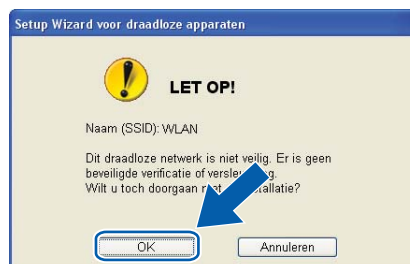 Setup Wizard voor draadloze apparaten
LET OP!
Naam (SSID): WLAN
Dit draadloze netwerk is niet veilig. Er is geen
beveiligde verificatie of
Wilt u toch doorgaan
OK
Annuleren